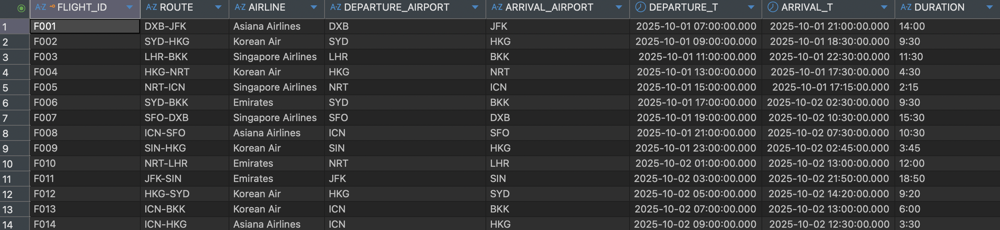 A-Z FLIGHT_ID A-Z ROUTE A-Z AIRLINE A-Z DEPARTURE_AIRPORT A-Z ARRIVAL_AIRPORT DEPARTURE_T ARRIVAL_T A-Z DURATION
1 F001 DXB-JFK Asiana Airlines DXB JFK 2025-10-01 07:00:00.000 2025-10-01 21:00:00.000 14:00
2 F002 SYD-HKG Korean Air SYD HKG 2025-10-01 09:00:00.000 2025-10-01 18:30:00.000 9:30
3 F003 LHR-BKK Singapore Airlines LHR BKK 2025-10-01 11:00:00.000 2025-10-01 22:30:00.000 11:30
4 F004 HKG-NRT Korean Air HKG NRT 2025-10-01 13:00:00.000 2025-10-01 17:30:00.000 4:30
5 F005 NRT-ICN Singapore Airlines NRT ICN 2025-10-01 15:00:00.000 2025-10-01 17:15:00.000 2:15
6 F006 SYD-BKK Emirates SYD BKK 2025-10-01 17:00:00.000 2025-10-02 02:30:00.000 9:30
7 F007 SFO-DXB Singapore Airlines SFO DXB 2025-10-01 19:00:00.000 2025-10-02 10:30:00.000 15:30
8 F008 ICN-SFO Asiana Airlines ICN SFO 2025-10-01 21:00:00.000 2025-10-02 07:30:00.000 10:30
9 F009 SIN-HKG Korean Air SIN HKG 2025-10-01 23:00:00.000 2025-10-02 02:45:00.000 3:45
10 F010 NRT-LHR Emirates NRT LHR 2025-10-02 01:00:00.000 2025-10-02 13:00:00.000 12:00
11 F011 JFK-SIN Emirates JFK SIN 2025-10-02 03:00:00.000 2025-10-02 21:50:00.000 18:50
12 F012 HKG-SYD Korean Air HKG SYD 2025-10-02 05:00:00.000 2025-10-02 14:20:00.000 9:20
13 F013 ICN-BKK Korean Air ICN BKK 2025-10-02 07:00:00.000 2025-10-02 13:00:00.000 6:00
14 F014 ICN-HKG Asiana Airlines ICN HKG 2025-10-02 09:00:00.000 2025-10-02 12:30:00.000 3:30